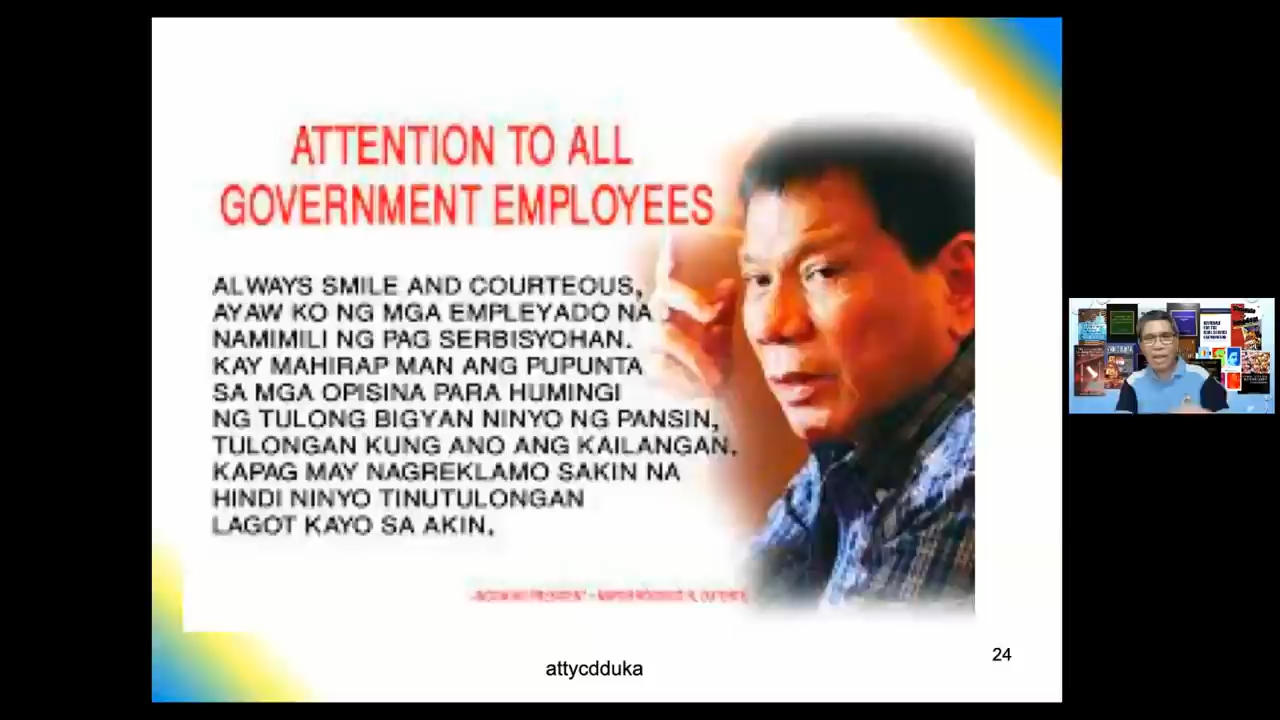 ATTENTION TO ALL
GOVERNMENT EMPLOYEES
ALWAYS SMILE AND COURTEOUS,
AYAW KO NG MGA EMPLEYADO NA
NAMIMILI NG PAG SERBISYOHAN.
KAY MAHIRAP MAN ANG PUPUNTA
SA MGA OPISINA PARA HUMINGI
NG TULONG BIGYAN NINYO NG PANSIN,
TULONGAN KUNG ANO ANG KAILANGAN.
KAPAG MAY NAGREKLAMO SAKIN NA
HINDI NINYO TINUTULONGAN
LAGOT KAYO SA AKIN.
attycdduka
24